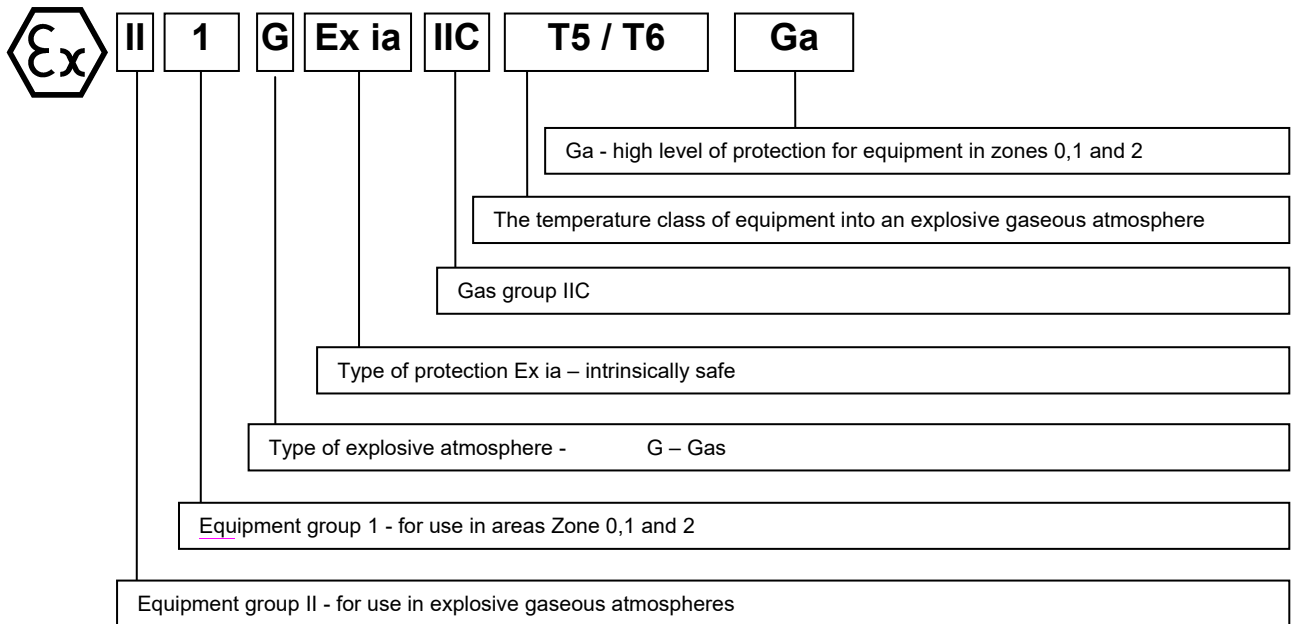 Ex II 1 G Ex ia IIC T5 / T6 Ga
Ga - high level of protection for equipment in zones 0,1 and 2
The temperature class of equipment into an explosive gaseous atmosphere
Gas group IIC
Type of protection Ex ia – intrinsically safe
Type of explosive atmosphere - G – Gas
Equipment group 1 - for use in areas Zone 0,1 and 2
Equipment group II - for use in explosive gaseous atmospheres